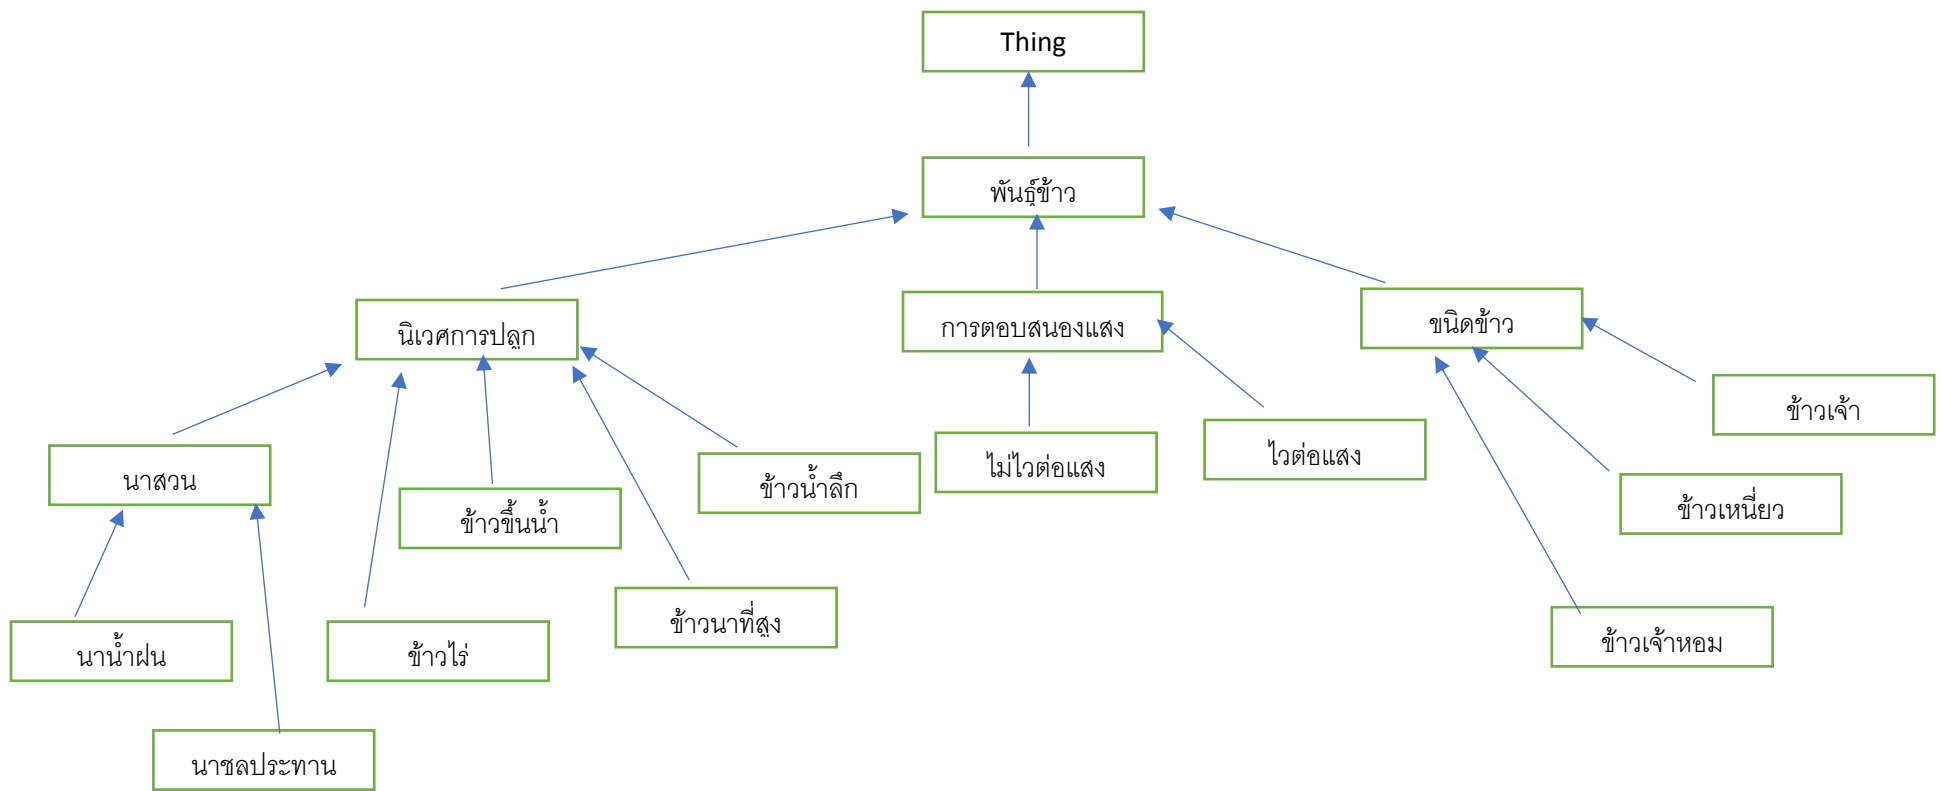 Thing
พันธุ์ข้าว
นิเวศการปลูก
การตอบสนองแสง
ขนิดข้าว
ข้าวเจ้า
นาสวน
ข้าวขึ้นน้ำ
ข้าวน้ำลึก
ไม่ไวต่อแสง
ไวต่อแสง
ข้าวเหนี่ยว
นาน้ำฝน
ข้าวไร่
ข้าวนาที่สูง
ข้าวเจ้าหอม
นาชลประทาน